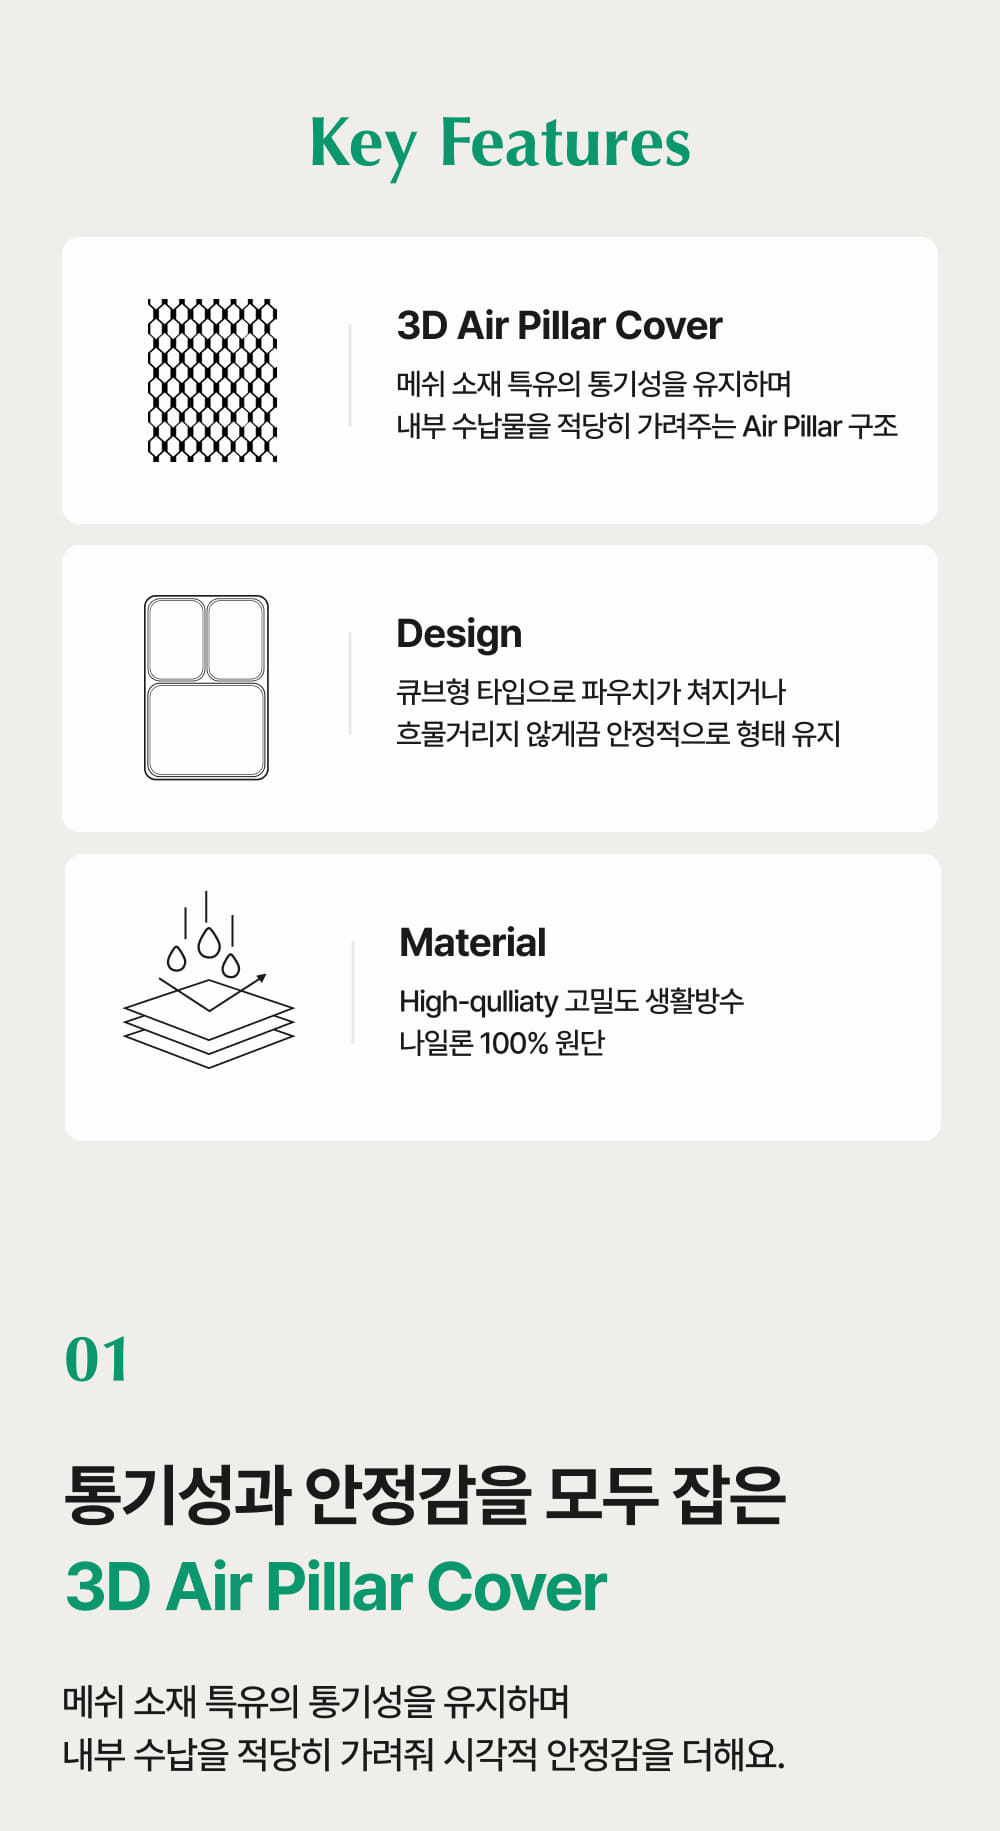 Key Features
3D Air Pillar Cover
메쉬 소재 특유의 통기성을 유지하며
내부 수납물을 적당히 가려주는 Air Pillar 구조
Design
큐브형 타입으로 파우치가 쳐지거나
흐물거리지 않게끔 안정적으로 형태 유지
Material
High-qulliaty 고밀도 생활방수
나일론 100% 원단
01
통기성과 안정감을 모두 잡은
3D Air Pillar Cover
메쉬 소재 특유의 통기성을 유지하며
내부 수납을 적당히 가려줘 시각적 안정감을 더해요.